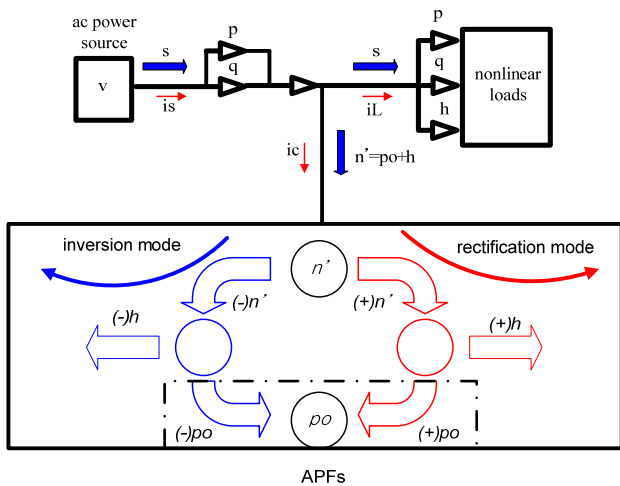 ac power
source
v
s
is
p
q
s
iL
p
q
h
nonlinear
loads
ic
n'=po+h
inversion mode
rectification mode
n'
(-)n'
(+)n'
(-)h
(+)h
po
(-)po
(+)po
APFs